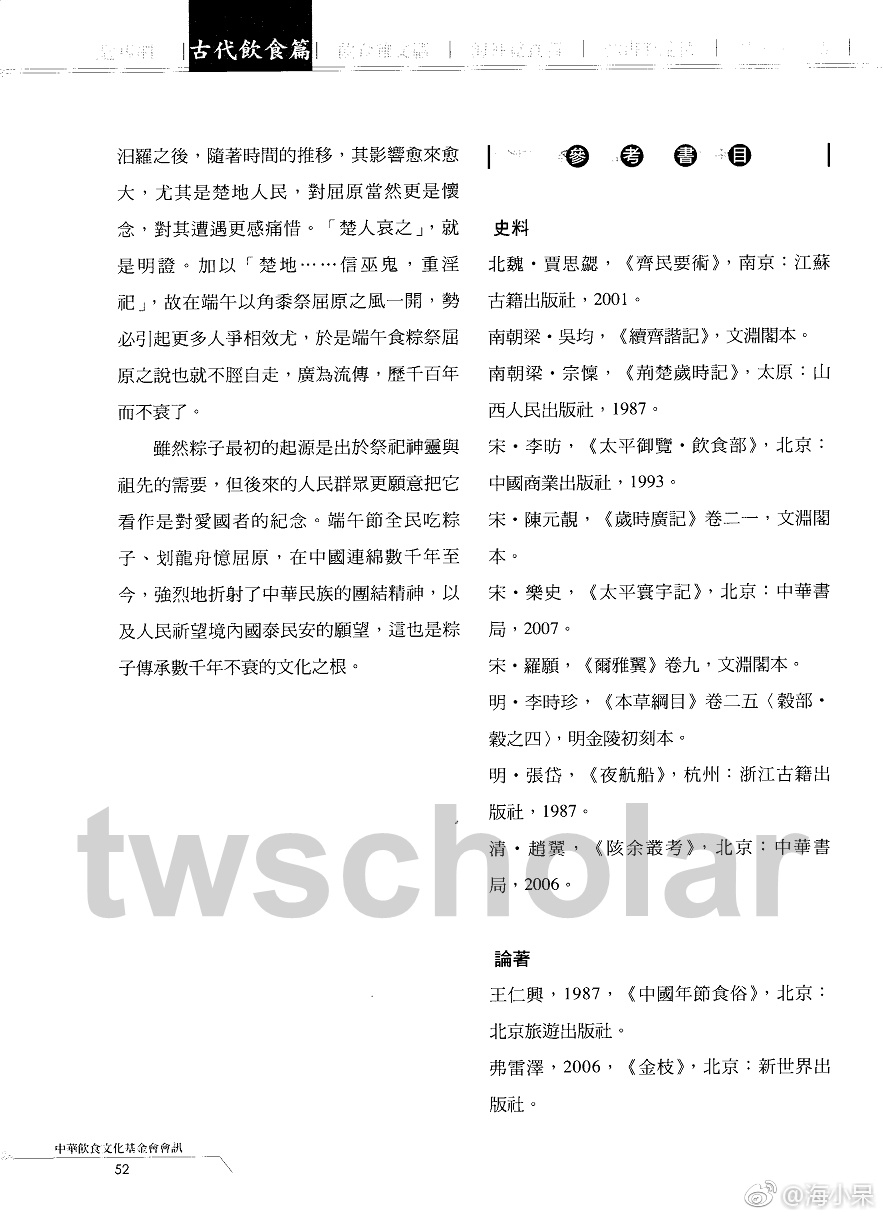 古代飲食篇
汨羅之後，隨著時間的推移，其影響愈來愈
大，尤其是楚地人民，對屈原當然更是懷
念，對其遭遇更感痛惜。「楚人哀之」，就
是明證。加以「楚地……信巫鬼，重淫
祀」，故在端午以角黍祭屈原之風一開，勢
必引起更多人爭相效尤，於是端午食粽祭屈
原之說也就不脛自走，廣為流傳，歷千百年
而不衰了。
雖然粽子最初的起源是出於祭祀神靈與
祖先的需要，但後來的人民群眾更願意把它
看作是對愛國者的紀念。端午節全民吃粽
子、划龍舟憶屈原，在中國連綿數千年至
今，強烈地折射了中華民族的團結精神，以
及人民祈望境內國泰民安的願望，這也是粽
子傳承數千年不衰的文化之根。
參考書目
史料
北魏・賈思勰，《齊民要術》，南京：江蘇
古籍出版社，2001。
南朝梁・吳均，《續齊諧記》，文淵閣本。
南朝梁・宗懍，《荊楚歲時記》，太原：山
西人民出版社，1987。
宋・李昉，《太平御覽・飲食部》，北京：
中國商業出版社，1993。
宋・陳元靚，《歲時廣記》卷二一，文淵閣
本。
宋・樂史，《太平寰宇記》，北京：中華書
局，2007。
宋・羅願，《爾雅翼》卷九，文淵閣本。
明・李時珍，《本草綱目》卷二五〈穀部・
穀之四〉，明金陵初刻本。
明・張岱，《夜航船》，杭州：浙江古籍出
版社，1987。
清・趙翼，《陔余叢考》，北京：中華書
局，2006。
論著
王仁興，1987，《中國年節食俗》，北京：
北京旅遊出版社。
弗雷澤，2006，《金枝》，北京：新世界出
版社。
twscholar
中華飲食文化基金會會訊
52
@海小呆